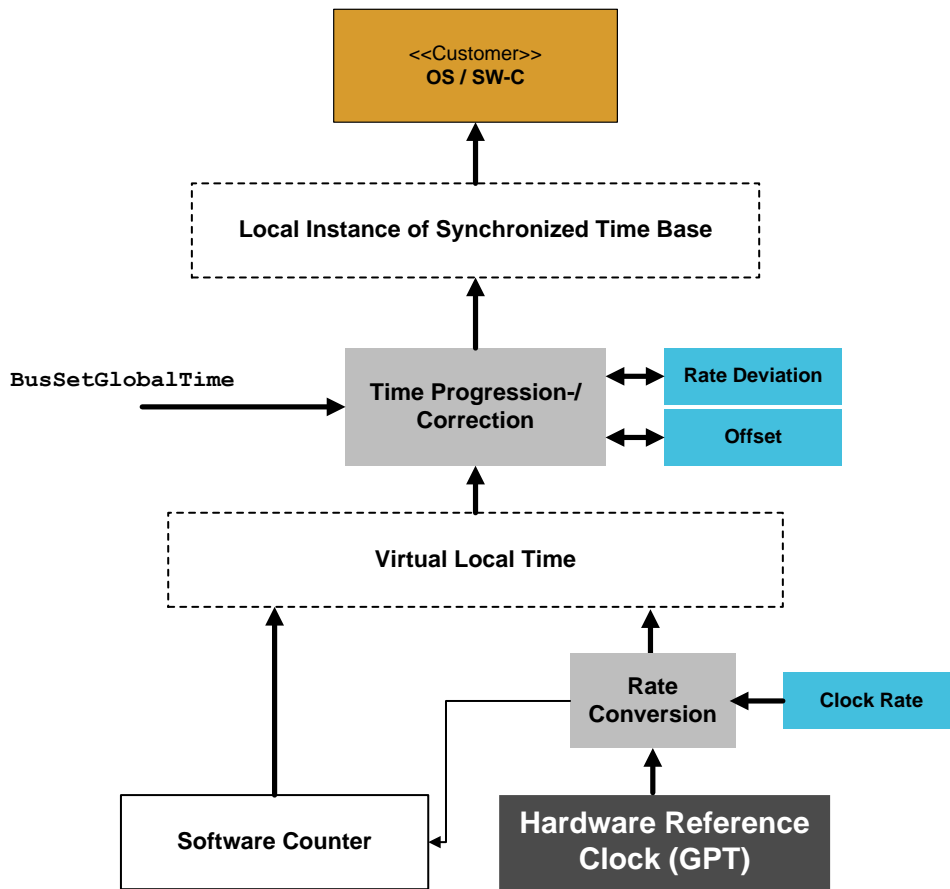 <<Customer>>
OS / SW-C
Local Instance of Synchronized Time Base
BusSetGlobalTime
Time Progression-/
Correction
Rate Deviation
Offset
Virtual Local Time
Rate
Conversion
Clock Rate
Software Counter
Hardware Reference
Clock (GPT)